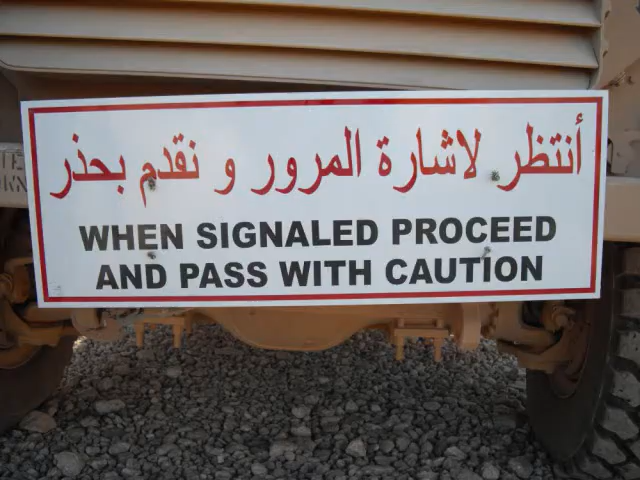 أنتظر لاشارة المرور و نقدم بحذر
WHEN SIGNALED PROCEED
AND PASS WITH CAUTION